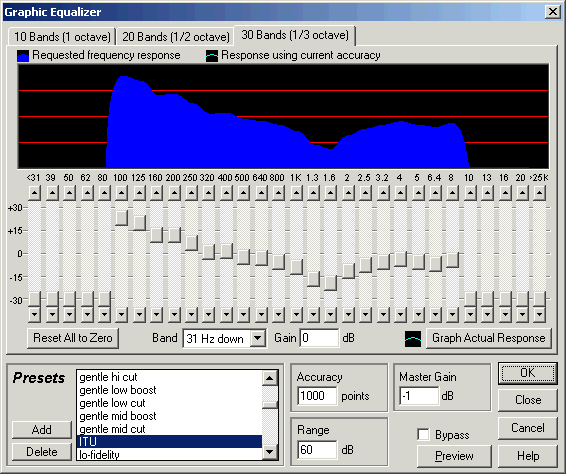 Graphic Equalizer
10 Bands (1 octave) 20 Bands (1/2 octave) 30 Bands (1/3 octave)
Requested frequency response Response using current accuracy
<31 39 50 62 80 100 125 160 200 250 320 400 500 640 800 1K 1.3 1.6 2 2.5 3.2 4 5 6.4 8 10 13 16 20 >25K
+30
+15
0
-15
-30
Reset All to Zero Band 31 Hz down Gain 0 dB Graph Actual Response
Presets
gentle hi cut
gentle low boost
gentle low cut
gentle mid boost
gentle mid cut
ITU
lo-fidelity
Add
Delete
Accuracy
1000 points
Range
60 dB
Master Gain
-1 dB
Bypass
Preview
OK
Close
Cancel
Help